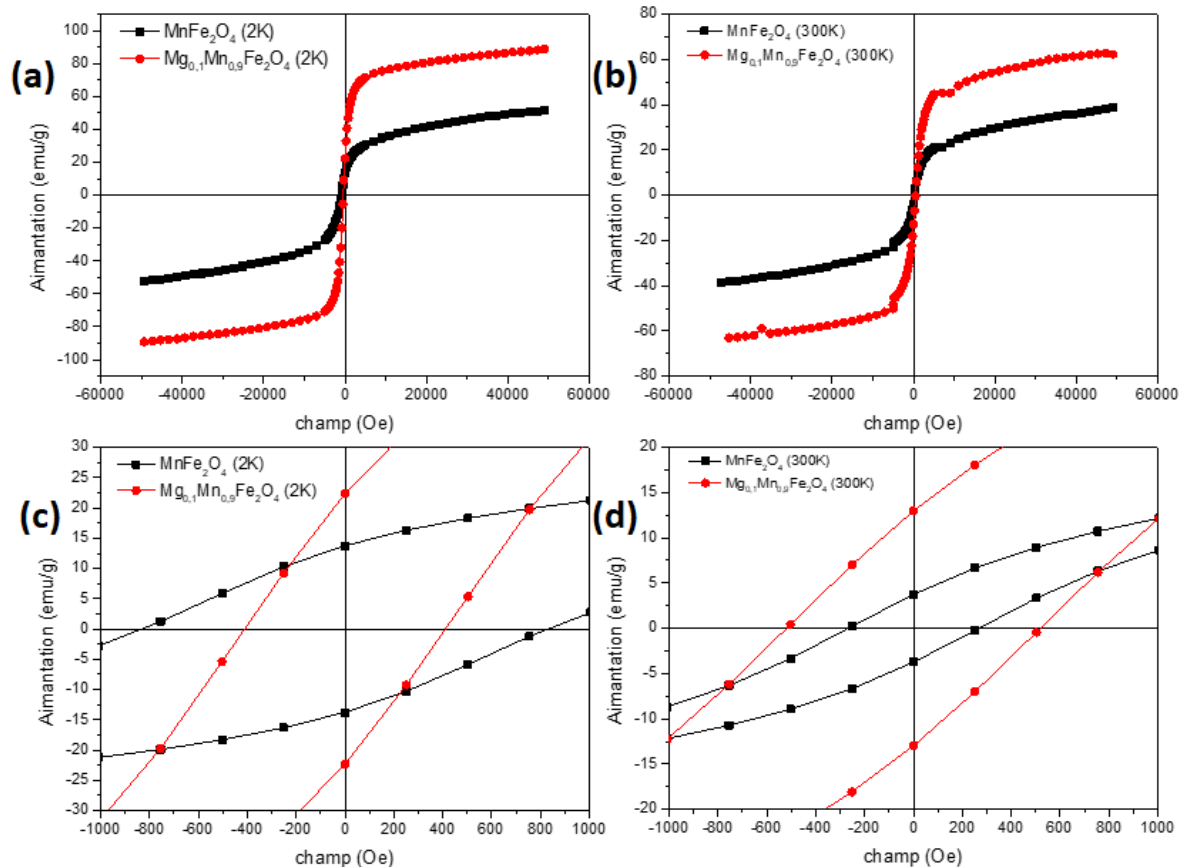 (a)
MnFe₂O₄ (2K)
Mg₀,₁Mn₀,₉Fe₂O₄ (2K)
Aimantation (emu/g)
100
80
60
40
20
0
-20
-40
-60
-80
-100
-60000 -40000 -20000 0 20000 40000 60000
champ (Oe)
(b)
MnFe₂O₄ (300K)
Mg₀,₁Mn₀,₉Fe₂O₄ (300K)
Aimantation (emu/g)
80
60
40
20
0
-20
-40
-60
-80
-60000 -40000 -20000 0 20000 40000 60000
champ (Oe)
(c)
MnFe₂O₄ (2K)
Mg₀,₁Mn₀,₉Fe₂O₄ (2K)
Aimantation (emu/g)
30
25
20
15
10
5
0
-5
-10
-15
-20
-25
-30
-1000 -800 -600 -400 -200 0 200 400 600 800 1000
champ (Oe)
(d)
MnFe₂O₄ (300K)
Mg₀,₁Mn₀,₉Fe₂O₄ (300K)
Aimantation (emu/g)
20
15
10
5
0
-5
-10
-15
-20
-1000 -800 -600 -400 -200 0 200 400 600 800 1000
champ (Oe)